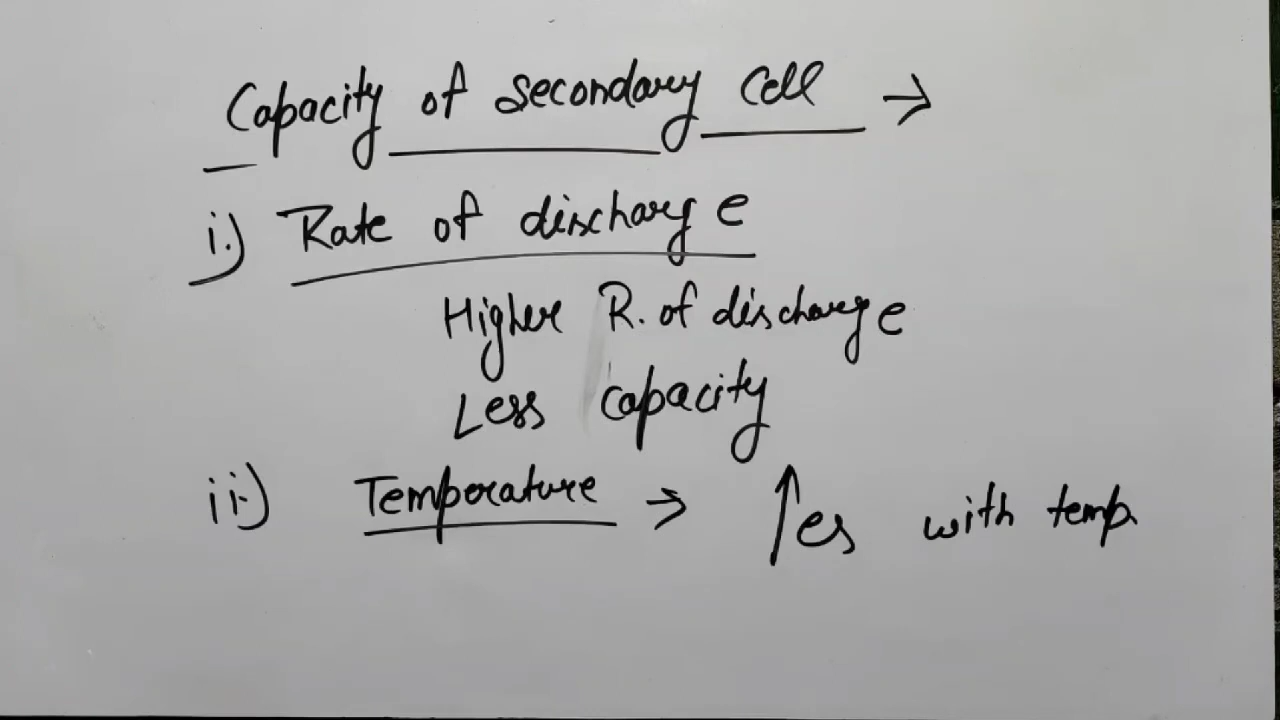 Capacity of secondary Cell →
i.) Rate of discharge
Higher R. of discharge
Less capacity
ii.) Temperature → ↑es with temp.